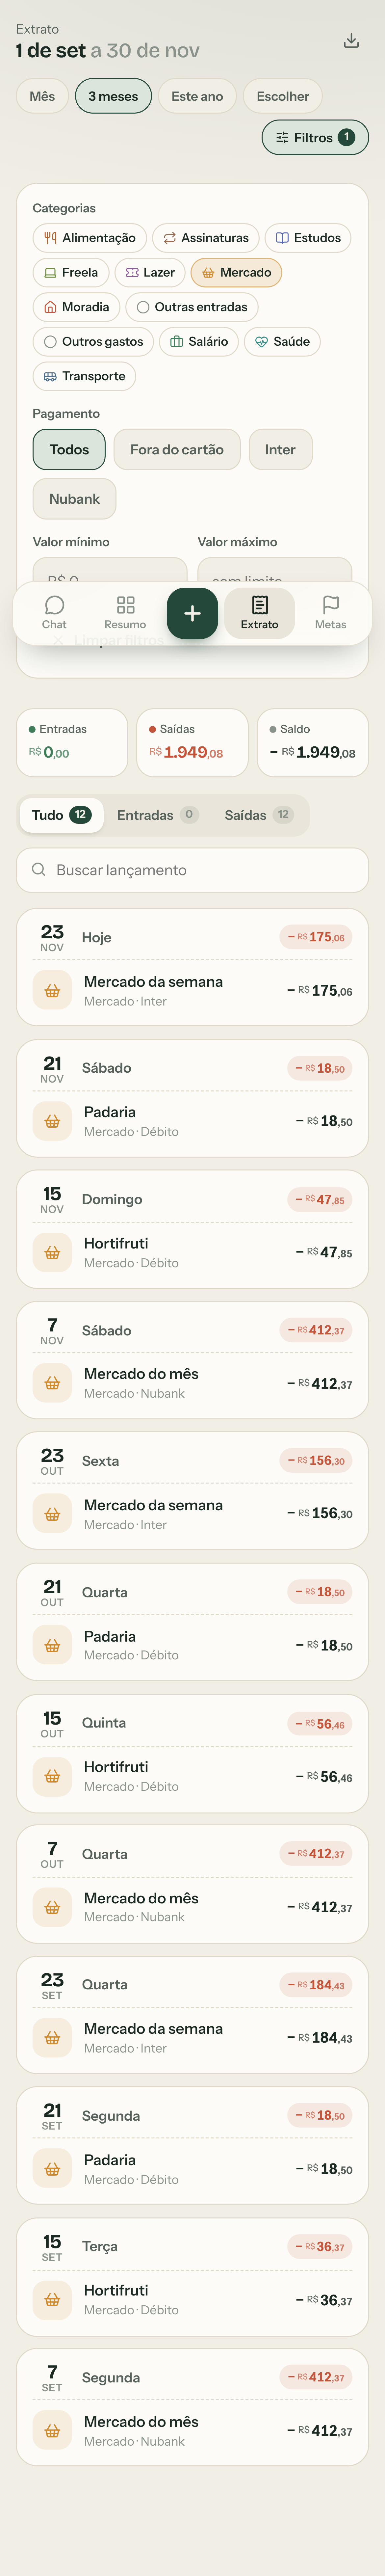 Extrato
1 de set a 30 de nov
Mês 3 meses Este ano Escolher
Filtros 1
Categorias
Alimentação Assinaturas Estudos
Freela Lazer Mercado
Moradia Outras entradas
Outros gastos Salário Saúde
Transporte
Pagamento
Todos Fora do cartão Inter
Nubank
Valor mínimo Valor máximo
R$ 0 sem limite
Limpar filtros
Chat Resumo Extrato Metas
Entradas Saídas Saldo
R$ 0,00 R$ 1.949,08 − R$ 1.949,08
Tudo 12 Entradas 0 Saídas 12
Buscar lançamento
23 NOV Hoje − R$ 175,06
Mercado da semana − R$ 175,06
Mercado · Inter
21 NOV Sábado − R$ 18,50
Padaria − R$ 18,50
Mercado · Débito
15 NOV Domingo − R$ 47,85
Hortifruti − R$ 47,85
Mercado · Débito
7 NOV Sábado − R$ 412,37
Mercado do mês − R$ 412,37
Mercado · Nubank
23 OUT Sexta − R$ 156,30
Mercado da semana − R$ 156,30
Mercado · Inter
21 OUT Quarta − R$ 18,50
Padaria − R$ 18,50
Mercado · Débito
15 OUT Quinta − R$ 56,46
Hortifruti − R$ 56,46
Mercado · Débito
7 OUT Quarta − R$ 412,37
Mercado do mês − R$ 412,37
Mercado · Nubank
23 SET Quarta − R$ 184,43
Mercado da semana − R$ 184,43
Mercado · Inter
21 SET Segunda − R$ 18,50
Padaria − R$ 18,50
Mercado · Débito
15 SET Terça − R$ 36,37
Hortifruti − R$ 36,37
Mercado · Débito
7 SET Segunda − R$ 412,37
Mercado do mês − R$ 412,37
Mercado · Nubank